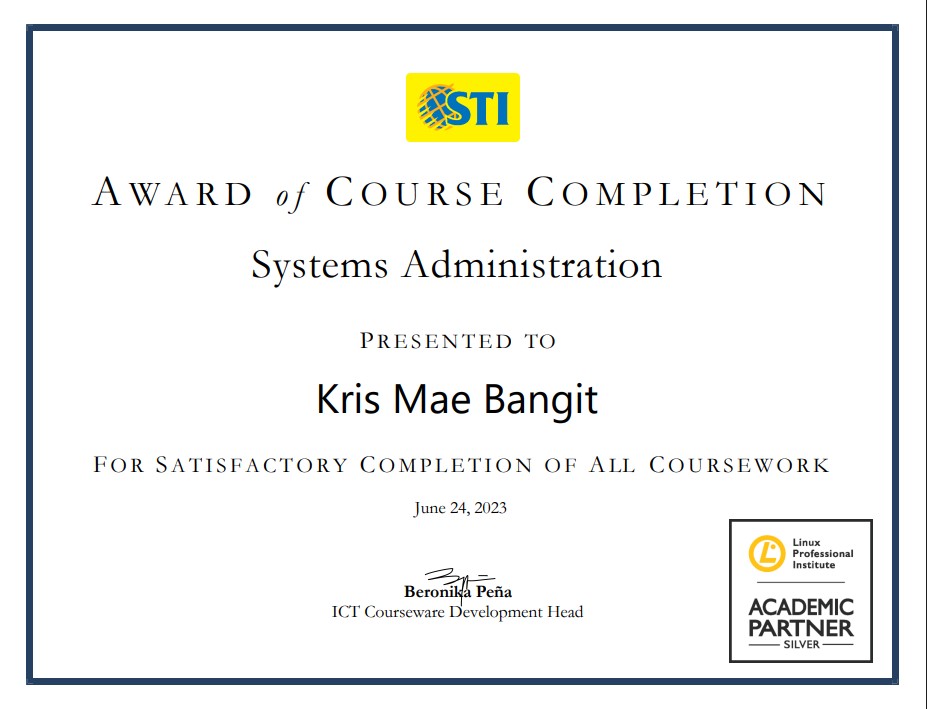 STI
AWARD of COURSE COMPLETION
Systems Administration
PRESENTED TO
Kris Mae Bangit
FOR SATISFACTORY COMPLETION OF ALL COURSEWORK
June 24, 2023
Beronika Peña
ICT Courseware Development Head
Linux
Professional
Institute
ACADEMIC
PARTNER
SILVER